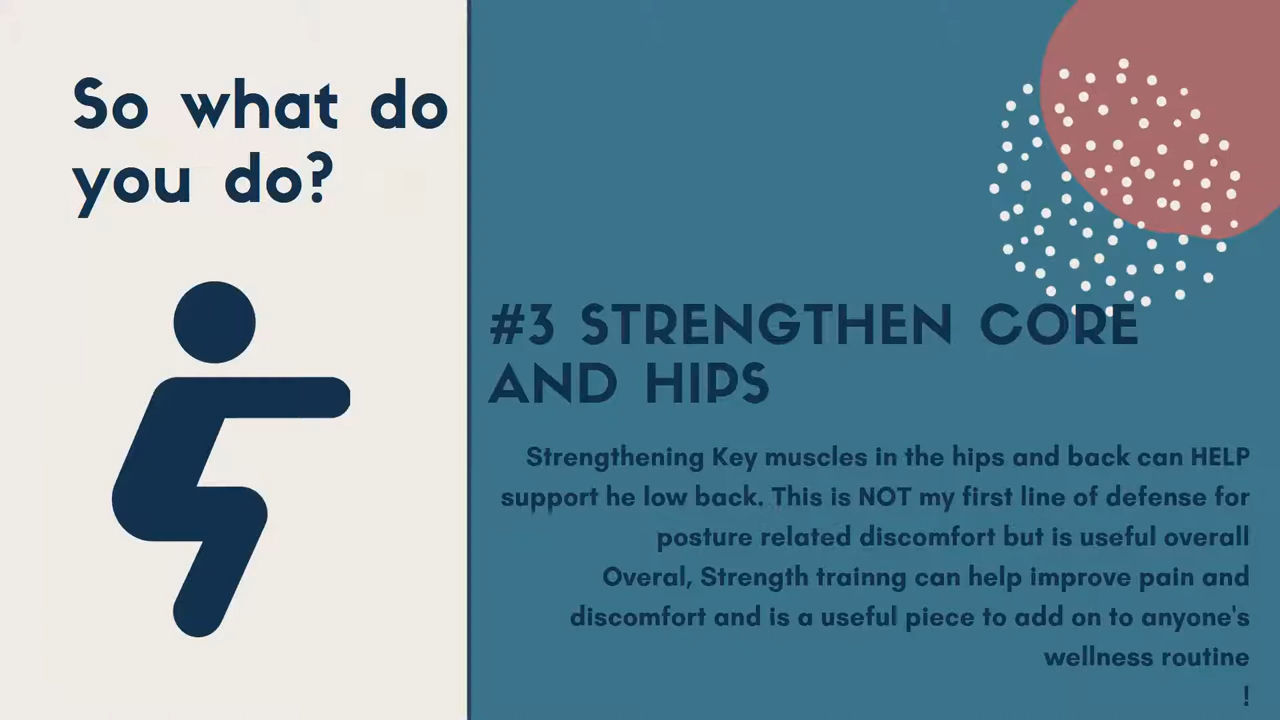 So what do
you do?
#3 STRENGTHEN CORE
AND HIPS
Strengthening Key muscles in the hips and back can HELP
support he low back. This is NOT my first line of defense for
posture related discomfort but is useful overall
Overal, Strength trainng can help improve pain and
discomfort and is a useful piece to add on to anyone's
wellness routine
!